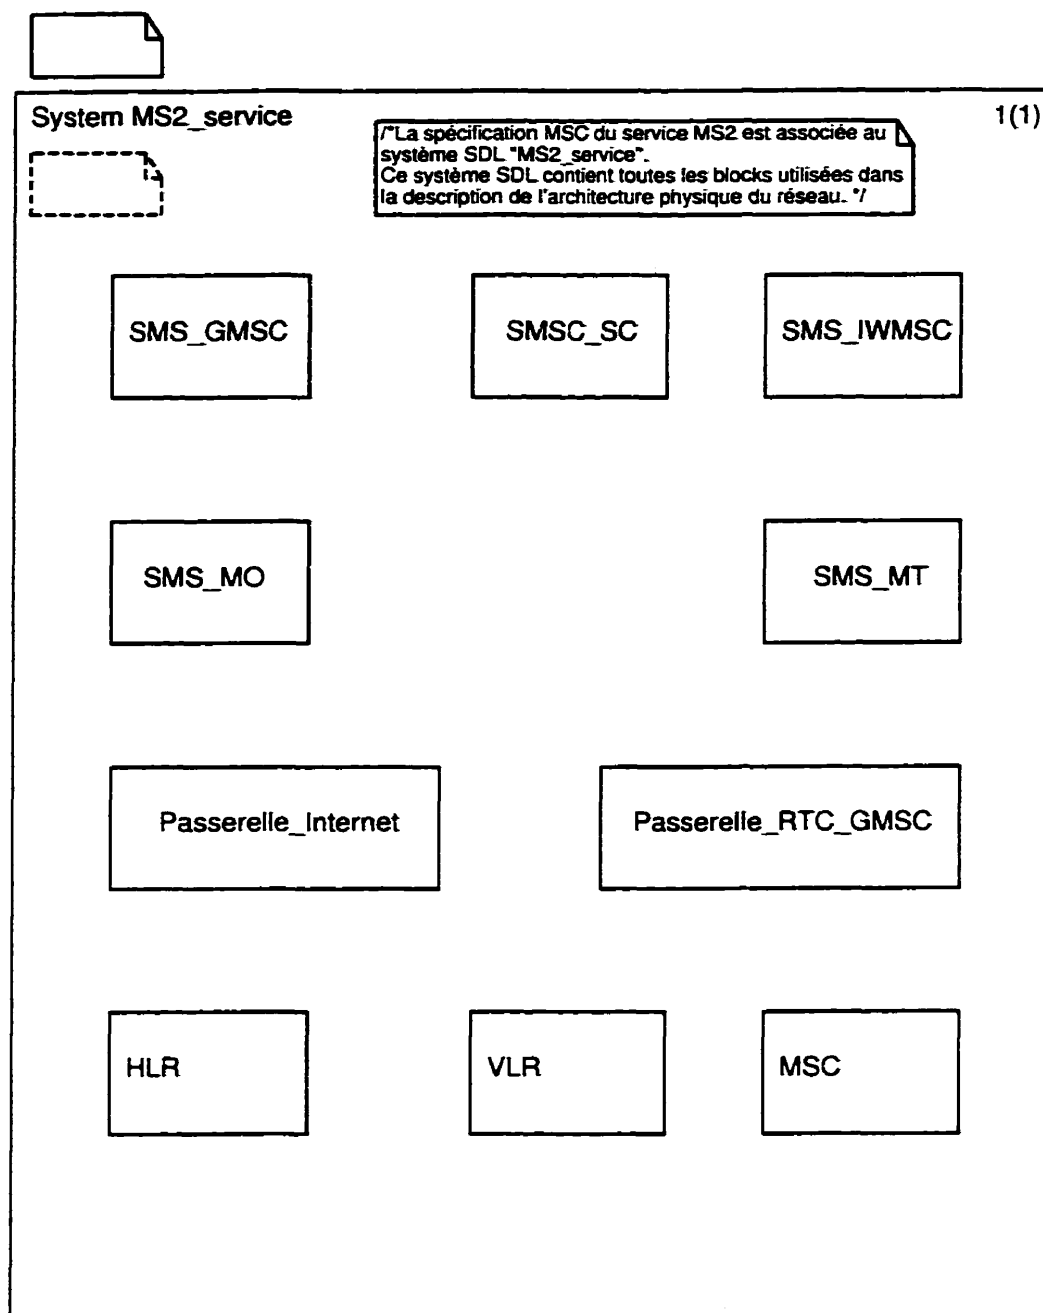 System MS2_service
1(1)
/*La spécification MSC du service MS2 est associée au
système SDL "MS2_service".
Ce système SDL contient toutes les blocks utilisées dans
la description de l'architecture physique du réseau. */
SMS_GMSC
SMSC_SC
SMS_IWMSC
SMS_MO
SMS_MT
Passerelle_Internet
Passerelle_RTC_GMSC
HLR
VLR
MSC